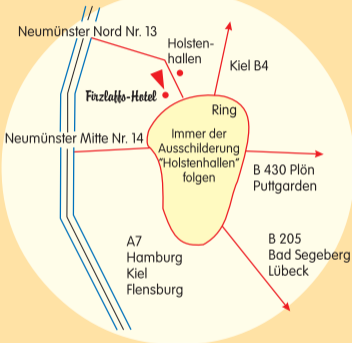 Neumünster Nord Nr. 13
Holsten-
hallen
Kiel B4
Firzlaffs-Hotel
Ring
Neumünster Mitte Nr. 14
Immer der
Ausschilderung
"Holstenhallen"
folgen
B 430 Plön
Puttgarden
A7
Hamburg
Kiel
Flensburg
B 205
Bad Segeberg
Lübeck